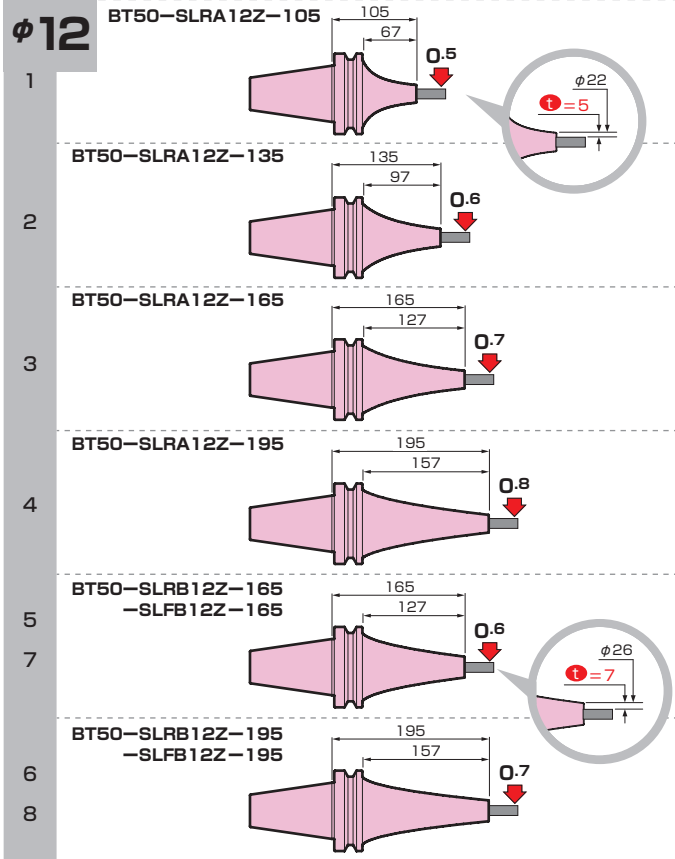 φ12
BT50−SLRA12Z−105
105
67
0.5
φ22
t=5
1
BT50−SLRA12Z−135
135
97
0.6
2
BT50−SLRA12Z−165
165
127
0.7
3
BT50−SLRA12Z−195
195
157
0.8
4
BT50−SLRB12Z−165
−SLFB12Z−165
165
127
0.6
φ26
t=7
5
7
BT50−SLRB12Z−195
−SLFB12Z−195
195
157
0.7
6
8